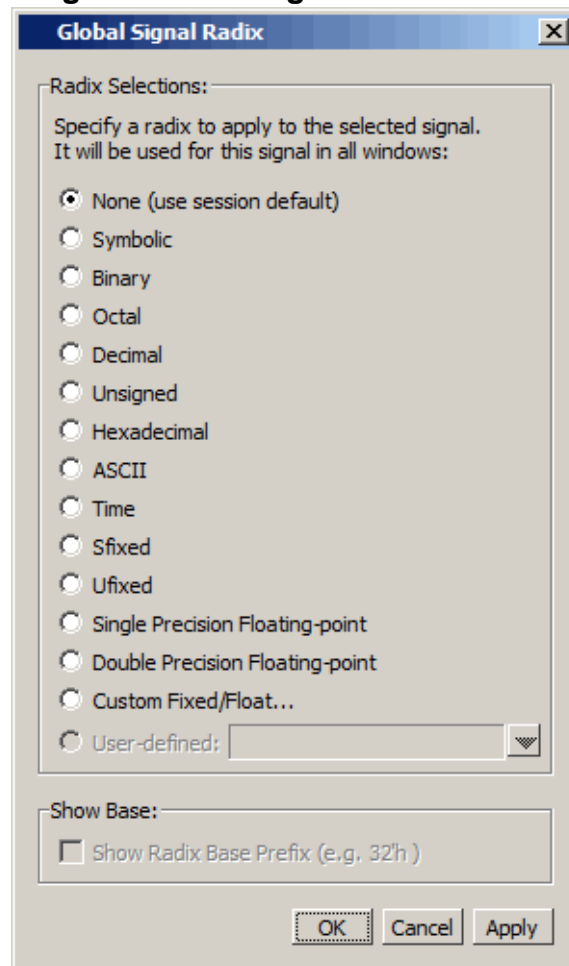 Global Signal Radix
Radix Selections:
Specify a radix to apply to the selected signal.
It will be used for this signal in all windows:
None (use session default)
Symbolic
Binary
Octal
Decimal
Unsigned
Hexadecimal
ASCII
Time
Sfixed
Ufixed
Single Precision Floating-point
Double Precision Floating-point
Custom Fixed/Float...
User-defined:
Show Base:
Show Radix Base Prefix (e.g. 32'h )
OK Cancel Apply